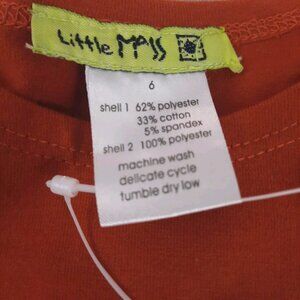 Little Mass
6
shell 1 62% polyester
33% cotton
5% spandex
shell 2 100% polyester
machine wash
delicate cycle
tumble dry low